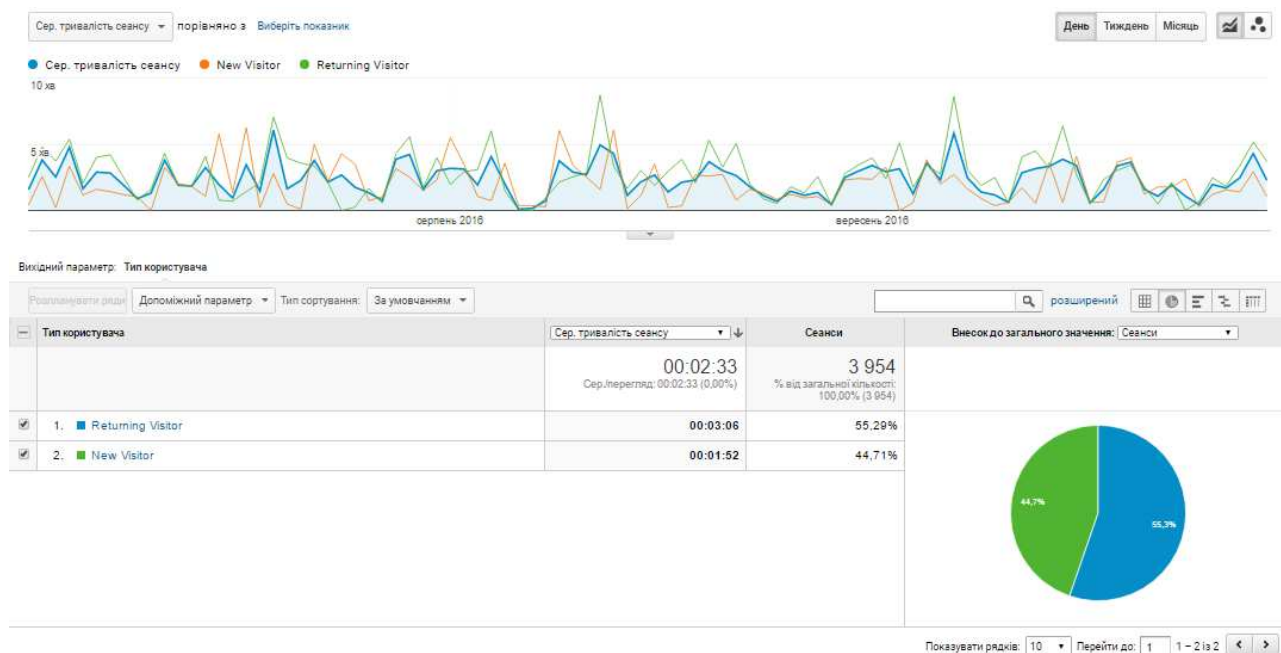 Сер. тривалість сеансу порівняно з Виберіть показник День Тиждень Місяць
Сер. тривалість сеансу New Visitor Returning Visitor
10 хв
5 хв
серпень 2016 вересень 2016
Вихідний параметр: Тип користувача
Розпланувати ряди Допоміжний параметр Тип сортування: За умовчанням розширений
Тип користувача Сер. тривалість сеансу Сеанси Внесок до загального значення: Сеанси
00:02:33 3 954
Сер./перегляд: 00:02:33 (0,00%) % від загальної кількості:
100,00% (3 954)
1. Returning Visitor 00:03:06 55,29%
2. New Visitor 00:01:52 44,71%
44,7%
55,3%
Показувати рядків: 10 Перейти до: 1 1 – 2 із 2